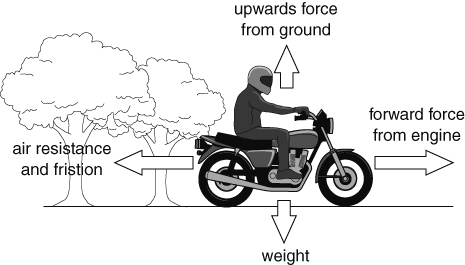 upwards force
from ground
forward force
from engine
air resistance
and fristion
weight